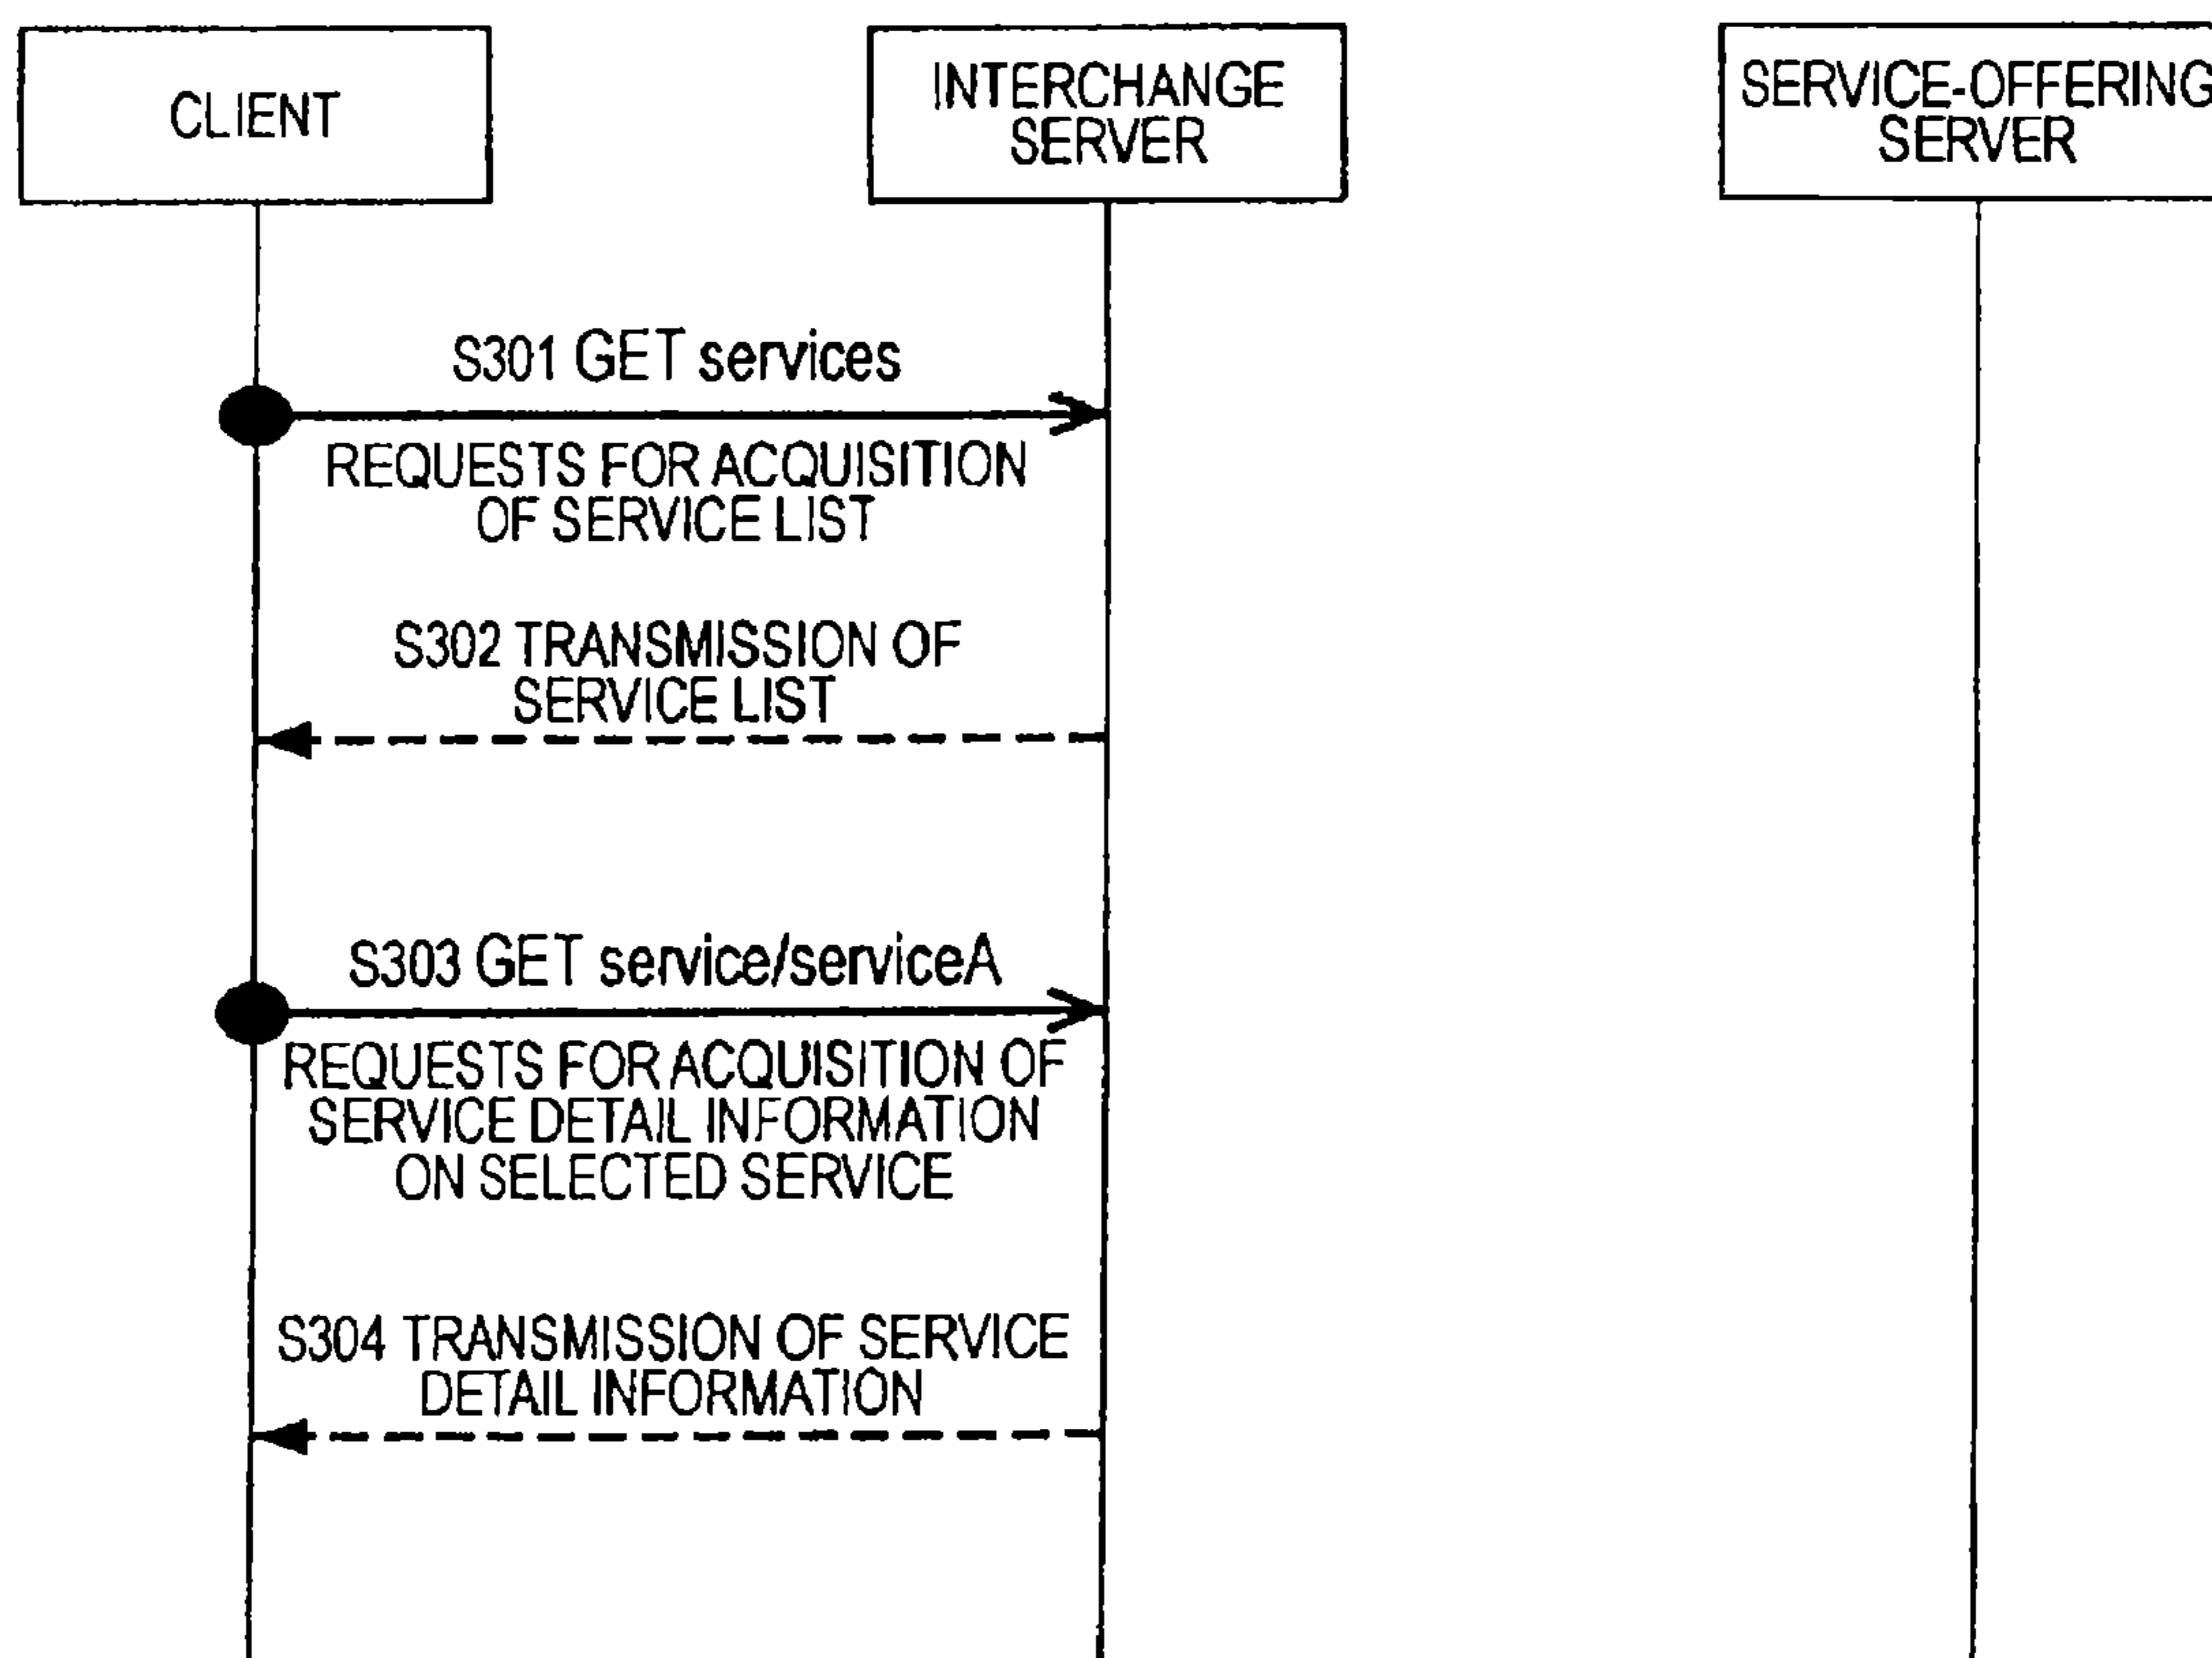 CLIENT
INTERCHANGE
SERVER
SERVICE-OFFERING
SERVER
S301 GET services
REQUESTS FOR ACQUISITION
OF SERVICE LIST
S302 TRANSMISSION OF
SERVICE LIST
S303 GET service/serviceA
REQUESTS FOR ACQUISITION OF
SERVICE DETAIL INFORMATION
ON SELECTED SERVICE
S304 TRANSMISSION OF SERVICE
DETAIL INFORMATION